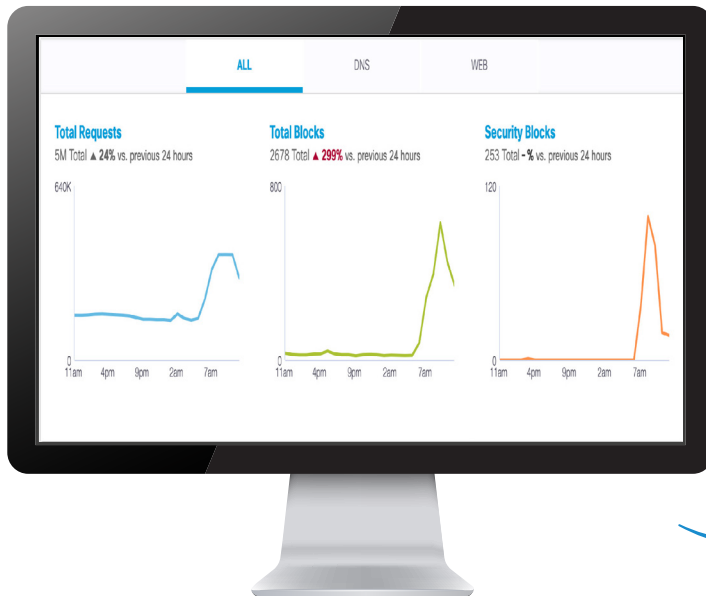 ALL DNS WEB
Total Requests
5M Total ▲ 24% vs. previous 24 hours
640K
0
11am 4pm 9pm 2am 7am
Total Blocks
2678 Total ▲ 299% vs. previous 24 hours
800
0
11am 4pm 9pm 2am 7am
Security Blocks
253 Total - % vs. previous 24 hours
120
0
11am 4pm 9pm 2am 7am